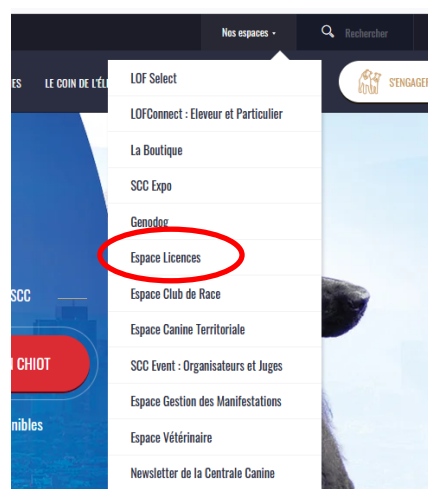 Nos espaces
Rechercher
ES LE COIN DE L'ÉL
S'ENGAGER
LOF Select
LOFConnect : Eleveur et Particulier
La Boutique
SCC Expo
Genodog
Espace Licences
SCC
Espace Club de Race
Espace Canine Territoriale
CHIOT
SCC Event : Organisateurs et Juges
Espace Gestion des Manifestations
nibles
Espace Vétérinaire
Newsletter de la Centrale Canine